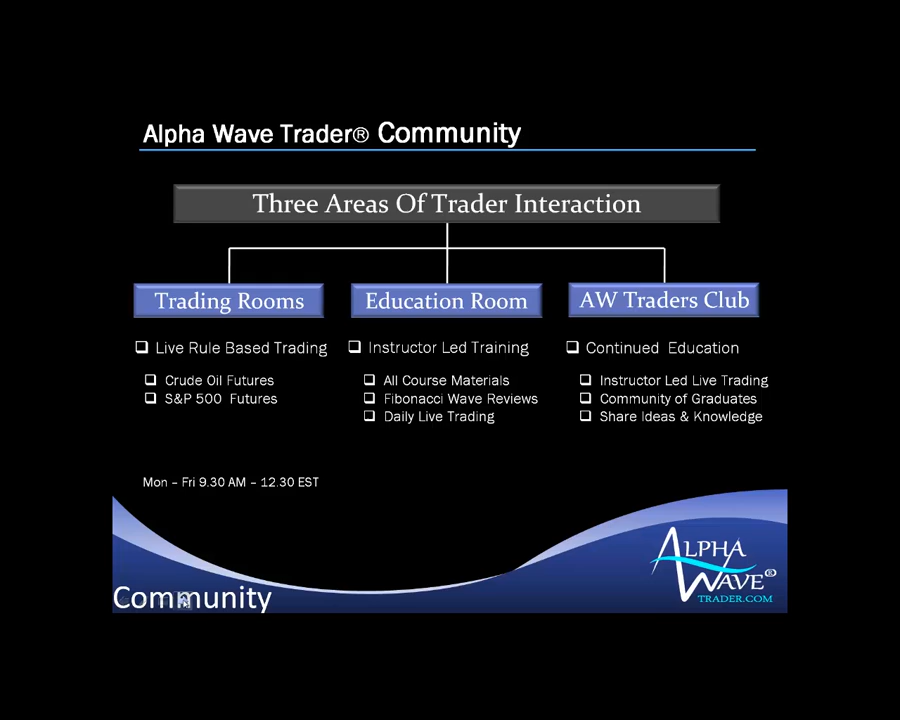 Alpha Wave Trader® Community
Three Areas Of Trader Interaction
Trading Rooms
Live Rule Based Trading
Crude Oil Futures
S&P 500 Futures
Education Room
Instructor Led Training
All Course Materials
Fibonacci Wave Reviews
Daily Live Trading
AW Traders Club
Continued Education
Instructor Led Live Trading
Community of Graduates
Share Ideas & Knowledge
Mon – Fri 9.30 AM – 12.30 EST
Community
ALPHA
WAVE®
TRADER.COM